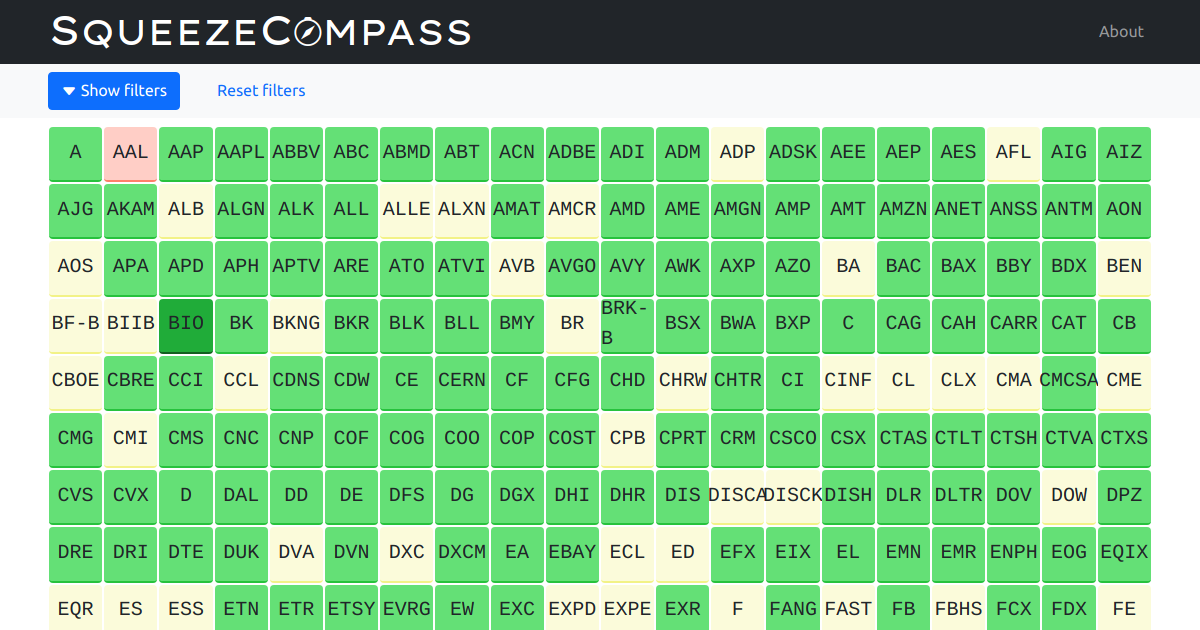 SQUEEZECOMPASS
About
Show filters Reset filters
A AAL AAP AAPL ABBV ABC ABMD ABT ACN ADBE ADI ADM ADP ADSK AEE AEP AES AFL AIG AIZ
AJG AKAM ALB ALGN ALK ALL ALLE ALXN AMAT AMCR AMD AME AMGN AMP AMT AMZN ANET ANSS ANTM AON
AOS APA APD APH APTV ARE ATO ATVI AVB AVGO AVY AWK AXP AZO BA BAC BAX BBY BDX BEN
BF-B BIIB BIO BK BKNG BKR BLK BLL BMY BR BRK-B BSX BWA BXP C CAG CAH CARR CAT CB
CBOE CBRE CCI CCL CDNS CDW CE CERN CF CFG CHD CHRW CHTR CI CINF CL CLX CMA CMCSA CME
CMG CMI CMS CNC CNP COF COG COO COP COST CPB CPRT CRM CSCO CSX CTAS CTLT CTSH CTVA CTXS
CVS CVX D DAL DD DE DFS DG DGX DHI DHR DIS DISCA DISCK DISH DLR DLTR DOV DOW DPZ
DRE DRI DTE DUK DVA DVN DXC DXCM EA EBAY ECL ED EFX EIX EL EMN EMR ENPH EOG EQIX
EQR ES ESS ETN ETR ETSY EVRG EW EXC EXPD EXPE EXR F FANG FAST FB FBHS FCX FDX FE